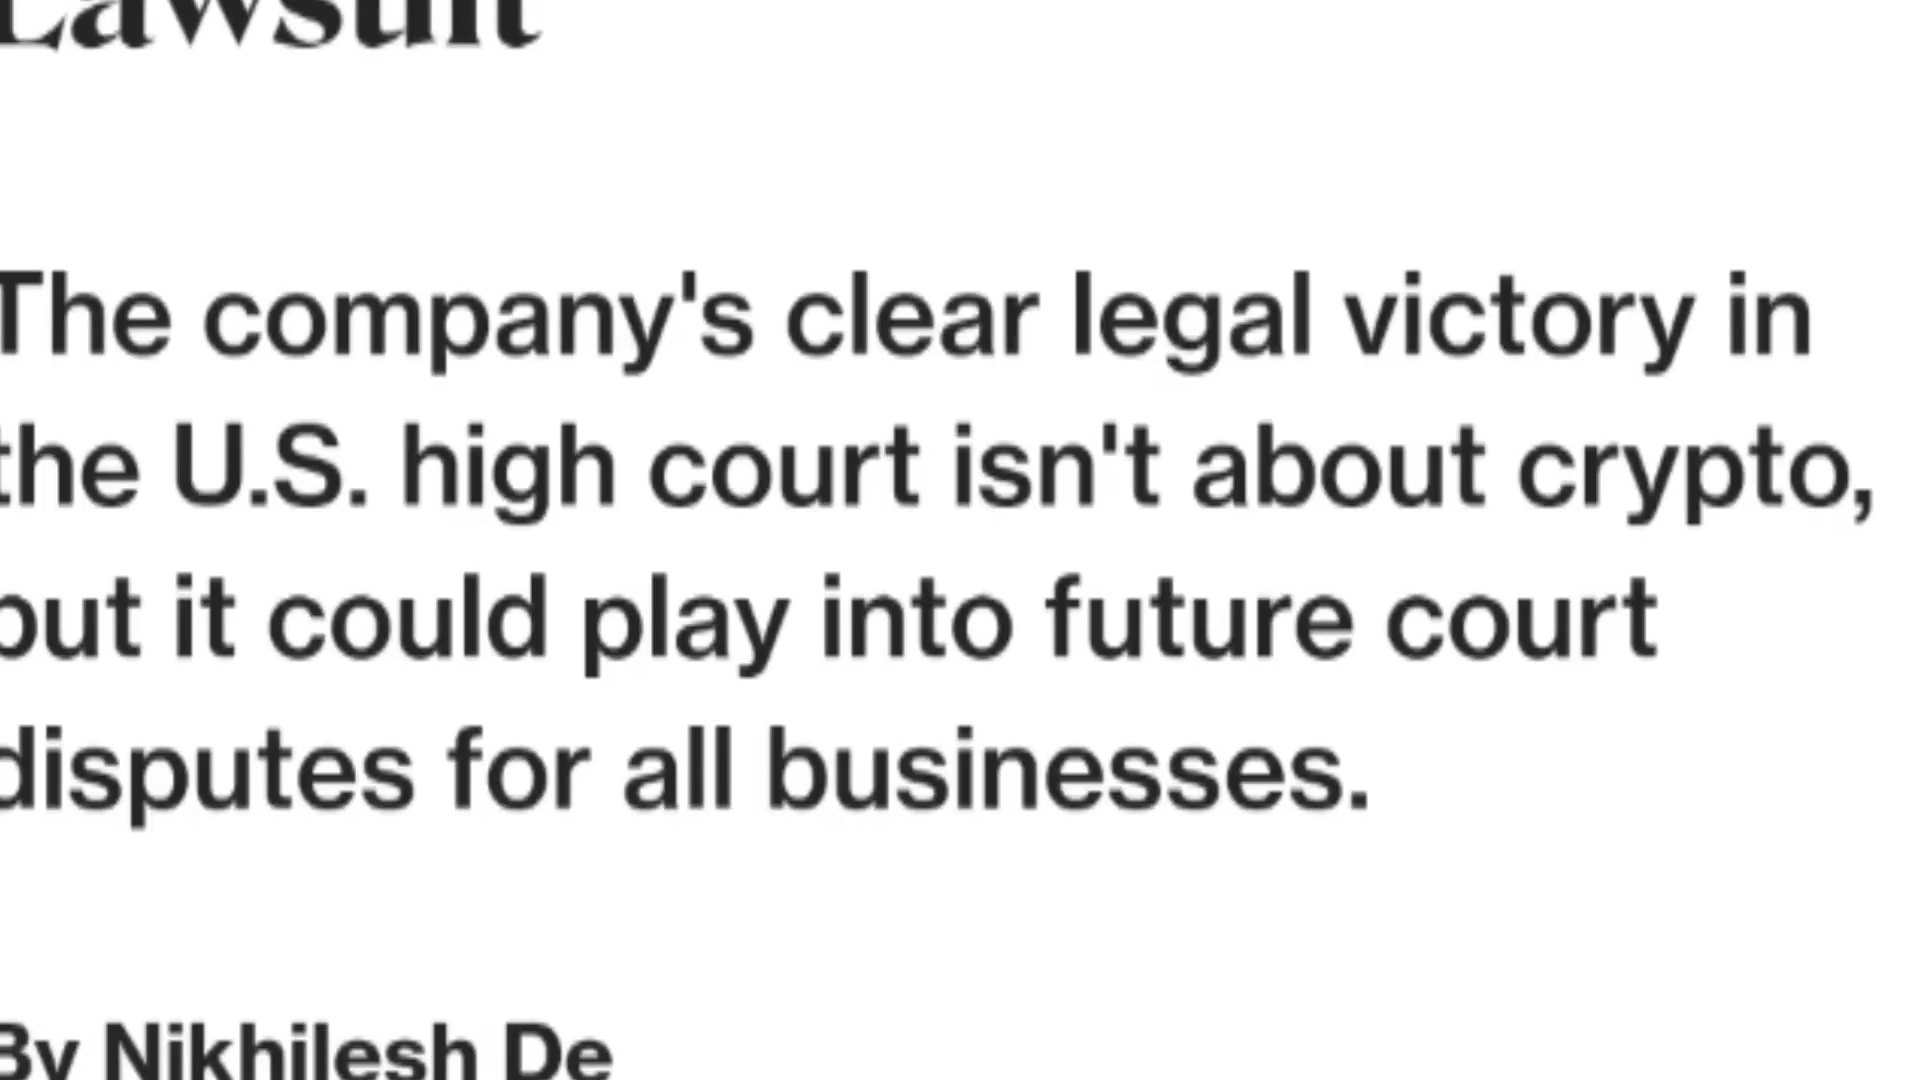 Lawsuit
The company's clear legal victory in
the U.S. high court isn't about crypto,
but it could play into future court
disputes for all businesses.
By Nikhilesh De